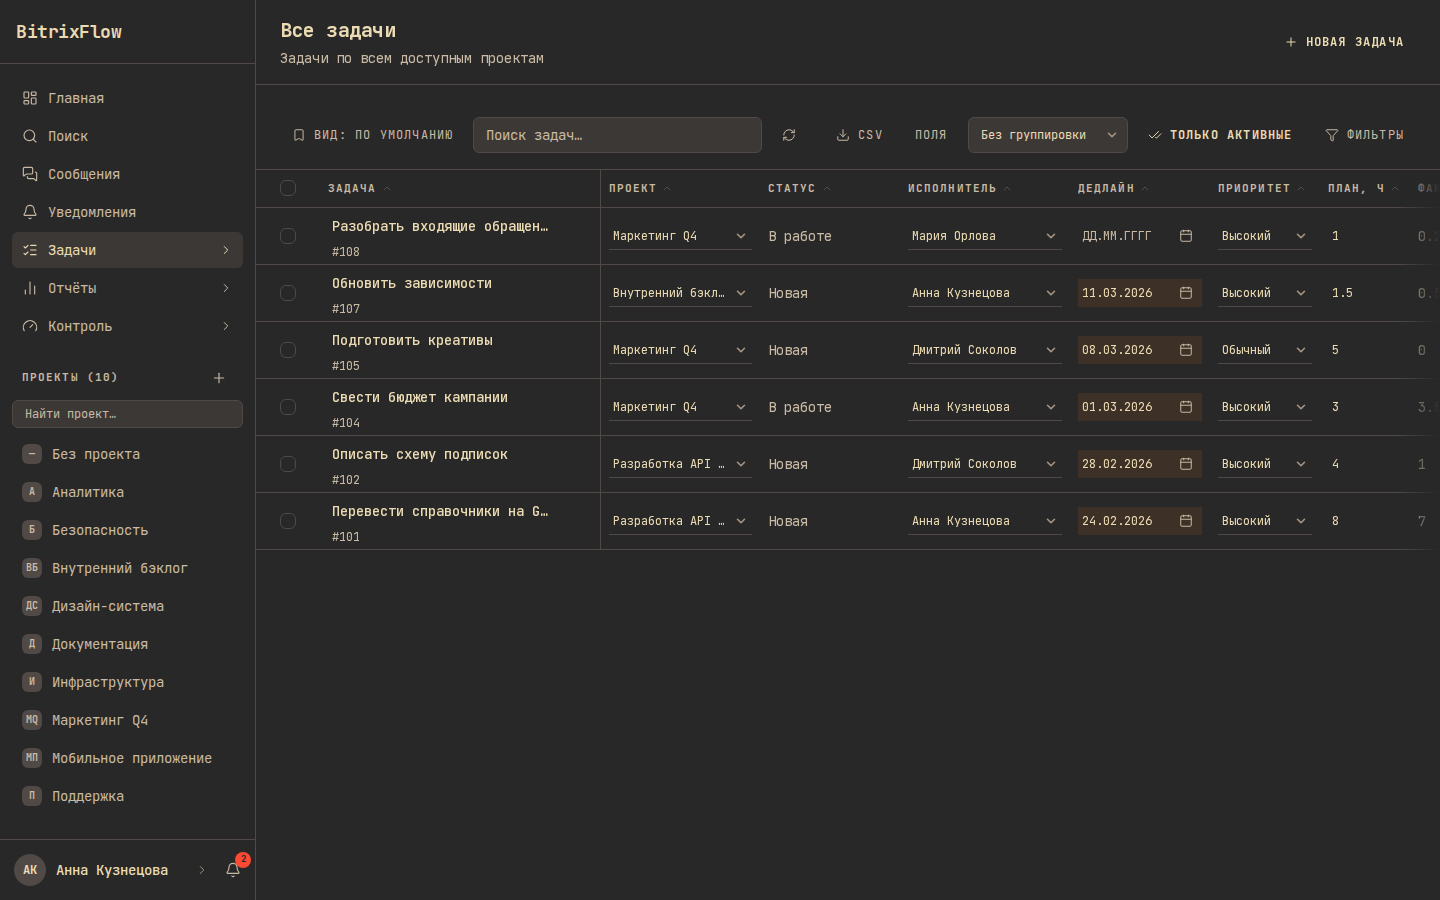 BitrixFlow
Главная
Поиск
Сообщения
Уведомления
Задачи
Отчёты
Контроль
ПРОЕКТЫ (10)
Найти проект…
— Без проекта
А Аналитика
Б Безопасность
ВБ Внутренний бэклог
ДС Дизайн-система
Д Документация
И Инфраструктура
MQ Маркетинг Q4
МП Мобильное приложение
П Поддержка
АК Анна Кузнецова 2
Все задачи
Задачи по всем доступным проектам
НОВАЯ ЗАДАЧА
ВИД: ПО УМОЛЧАНИЮ Поиск задач… CSV ПОЛЯ Без группировки ТОЛЬКО АКТИВНЫЕ ФИЛЬТРЫ
ЗАДАЧА ПРОЕКТ СТАТУС ИСПОЛНИТЕЛЬ ДЕДЛАЙН ПРИОРИТЕТ ПЛАН, Ч
Разобрать входящие обращен…
#108
Маркетинг Q4 В работе Мария Орлова ДД.ММ.ГГГГ Высокий 1
Обновить зависимости
#107
Внутренний бэкл… Новая Анна Кузнецова 11.03.2026 Высокий 1.5
Подготовить креативы
#105
Маркетинг Q4 Новая Дмитрий Соколов 08.03.2026 Обычный 5 0
Свести бюджет кампании
#104
Маркетинг Q4 В работе Анна Кузнецова 01.03.2026 Высокий 3
Описать схему подписок
#102
Разработка API … Новая Дмитрий Соколов 28.02.2026 Высокий 4 1
Перевести справочники на G…
#101
Разработка API … Новая Анна Кузнецова 24.02.2026 Высокий 8 7